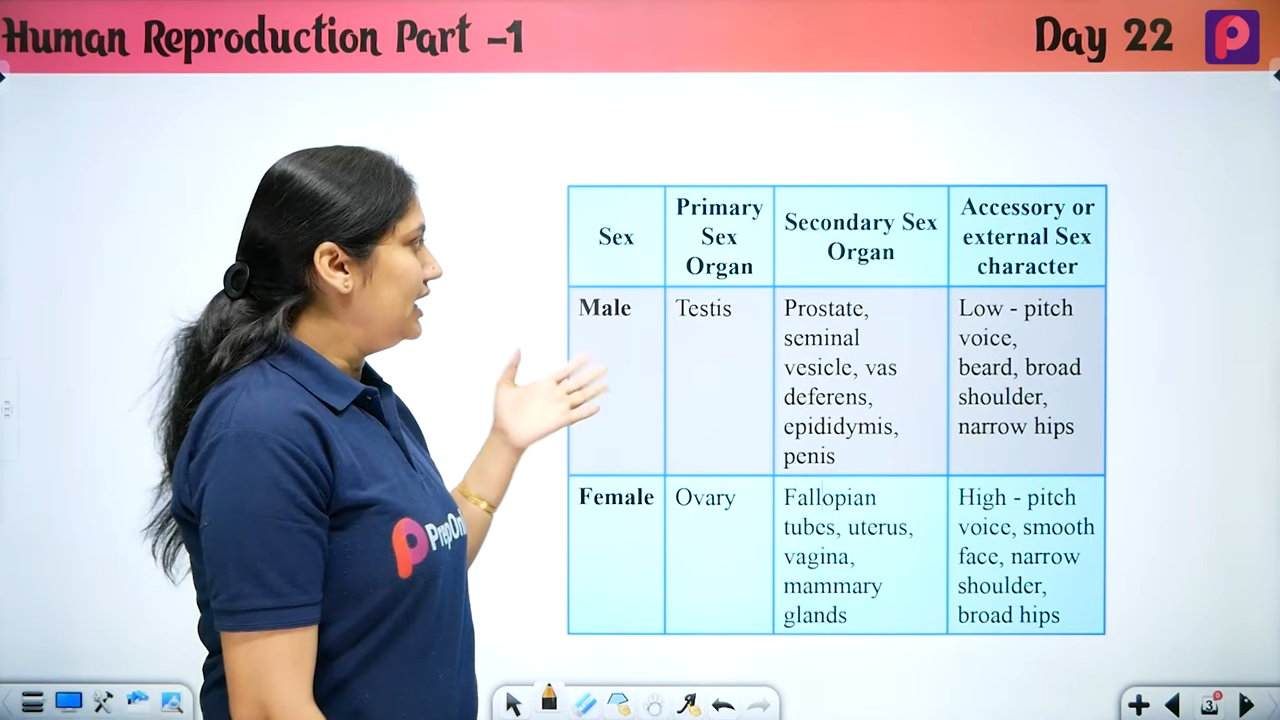 Human Reproduction Part -1
Day 22
Sex
Primary
Sex
Organ
Secondary Sex
Organ
Accessory or
external Sex
character
Male
Testis
Prostate,
seminal
vesicle, vas
deferens,
epididymis,
penis
Low - pitch
voice,
beard, broad
shoulder,
narrow hips
Female
Ovary
Fallopian
tubes, uterus,
vagina,
mammary
glands
High - pitch
voice, smooth
face, narrow
shoulder,
broad hips
3